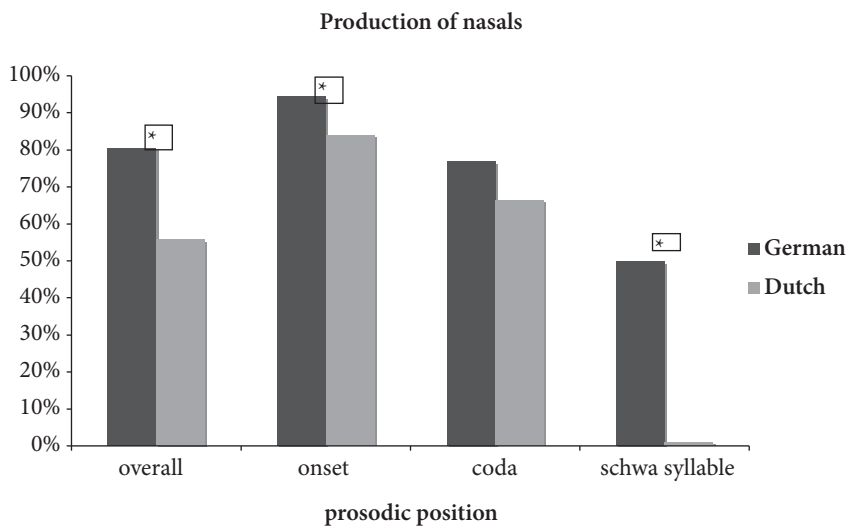 Production of nasals
100%
90%
80%
70%
60%
50%
40%
30%
20%
10%
0%
*
*
*
German
Dutch
overall onset coda schwa syllable
prosodic position